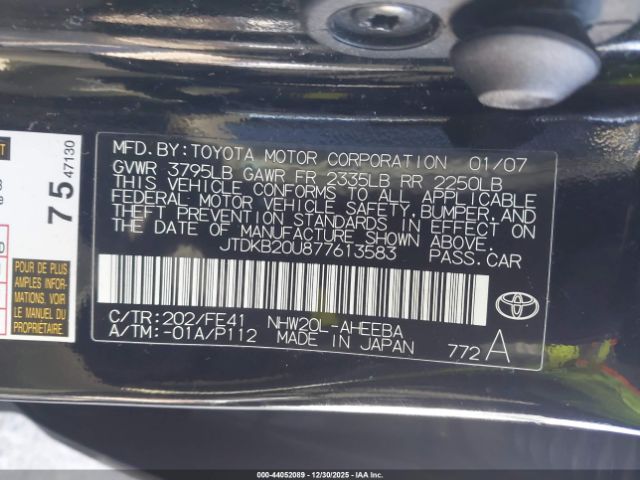 MFD. BY: TOYOTA MOTOR CORPORATION 01/07
GVWR 3795LB GAWR FR 2335LB RR 2250LB
THIS VEHICLE CONFORMS TO ALL APPLICABLE
FEDERAL MOTOR VEHICLE SAFETY, BUMPER, AND
THEFT PREVENTION STANDARDS IN EFFECT ON
THE DATE OF MANUFACTURE SHOWN ABOVE.
JTDKB20U877613583 PASS. CAR
C/TR: 202/FE41 NHW20L-AHEEBA
A/TM: -01A/P112 MADE IN JAPAN
772A
75 47130
POUR DE PLUS
AMPLES INFOR-
MATIONS, VOIR
LE MANUEL DU
PROPRIÉTAIRE
000-44052089 - 12/30/2025 - IAAB